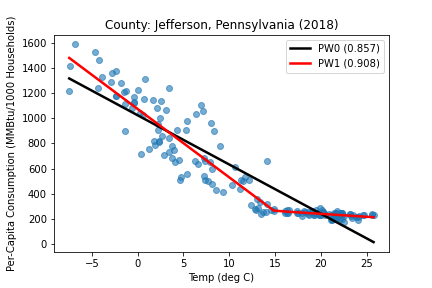 County: Jefferson, Pennsylvania (2018)
Per-Capita Consumption (MMBtu/1000 Households)
1600
1400
1200
1000
800
600
400
200
0
PW0 (0.857)
PW1 (0.908)
−5 0 5 10 15 20 25
Temp (deg C)